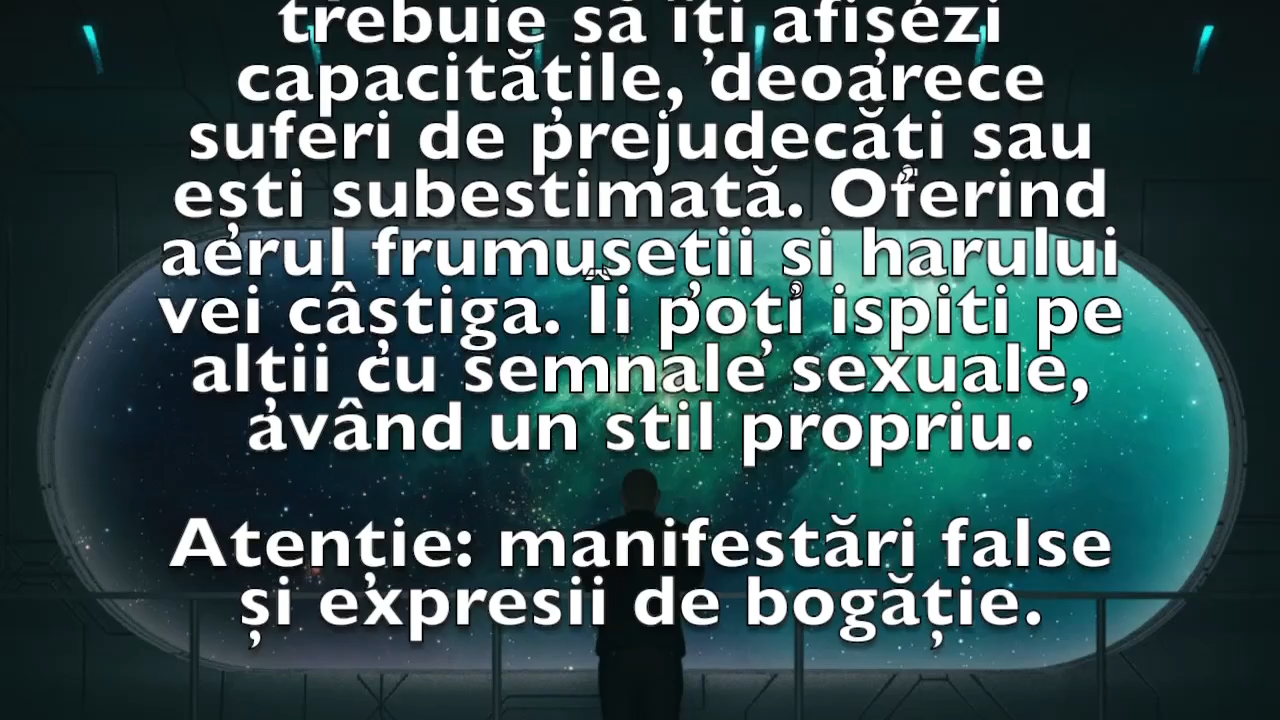 trebuie să îți afișezi
capacitățile, deoarece
suferi de prejudecăți sau
ești subestimată. Oferind
aerul frumuseții și harului
vei câștiga. Îi poți ispiti pe
alții cu semnale sexuale,
având un stil propriu.
Atenție: manifestări false
și expresii de bogăție.